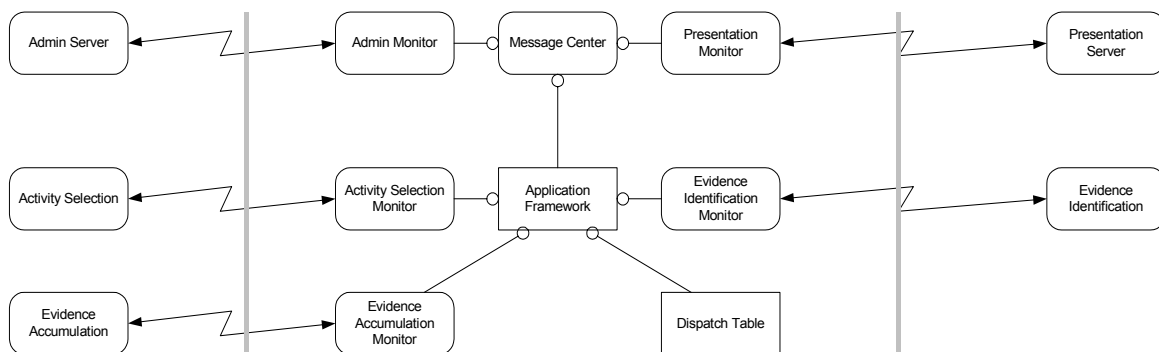 Admin Server
Admin Monitor
Message Center
Presentation
Monitor
Presentation
Server
Activity Selection
Activity Selection
Monitor
Application
Framework
Evidence
Identification
Monitor
Evidence
Identification
Evidence
Accumulation
Evidence
Accumulation
Monitor
Dispatch Table